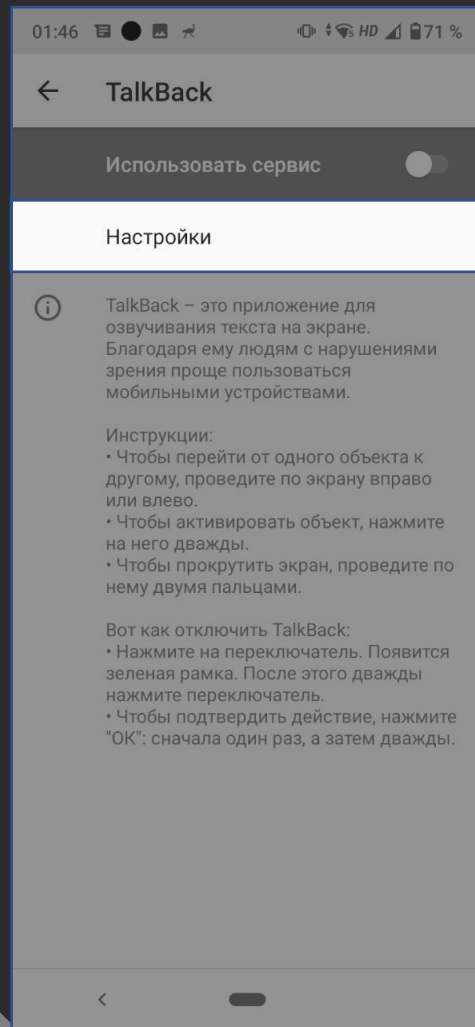 01:46 HD 71 %
TalkBack
Использовать сервис
Настройки
TalkBack – это приложение для
озвучивания текста на экране.
Благодаря ему людям с нарушениями
зрения проще пользоваться
мобильными устройствами.
Инструкции:
• Чтобы перейти от одного объекта к
другому, проведите по экрану вправо
или влево.
• Чтобы активировать объект, нажмите
на него дважды.
• Чтобы прокрутить экран, проведите по
нему двумя пальцами.
Вот как отключить TalkBack:
• Нажмите на переключатель. Появится
зеленая рамка. После этого дважды
нажмите переключатель.
• Чтобы подтвердить действие, нажмите
"ОК": сначала один раз, а затем дважды.